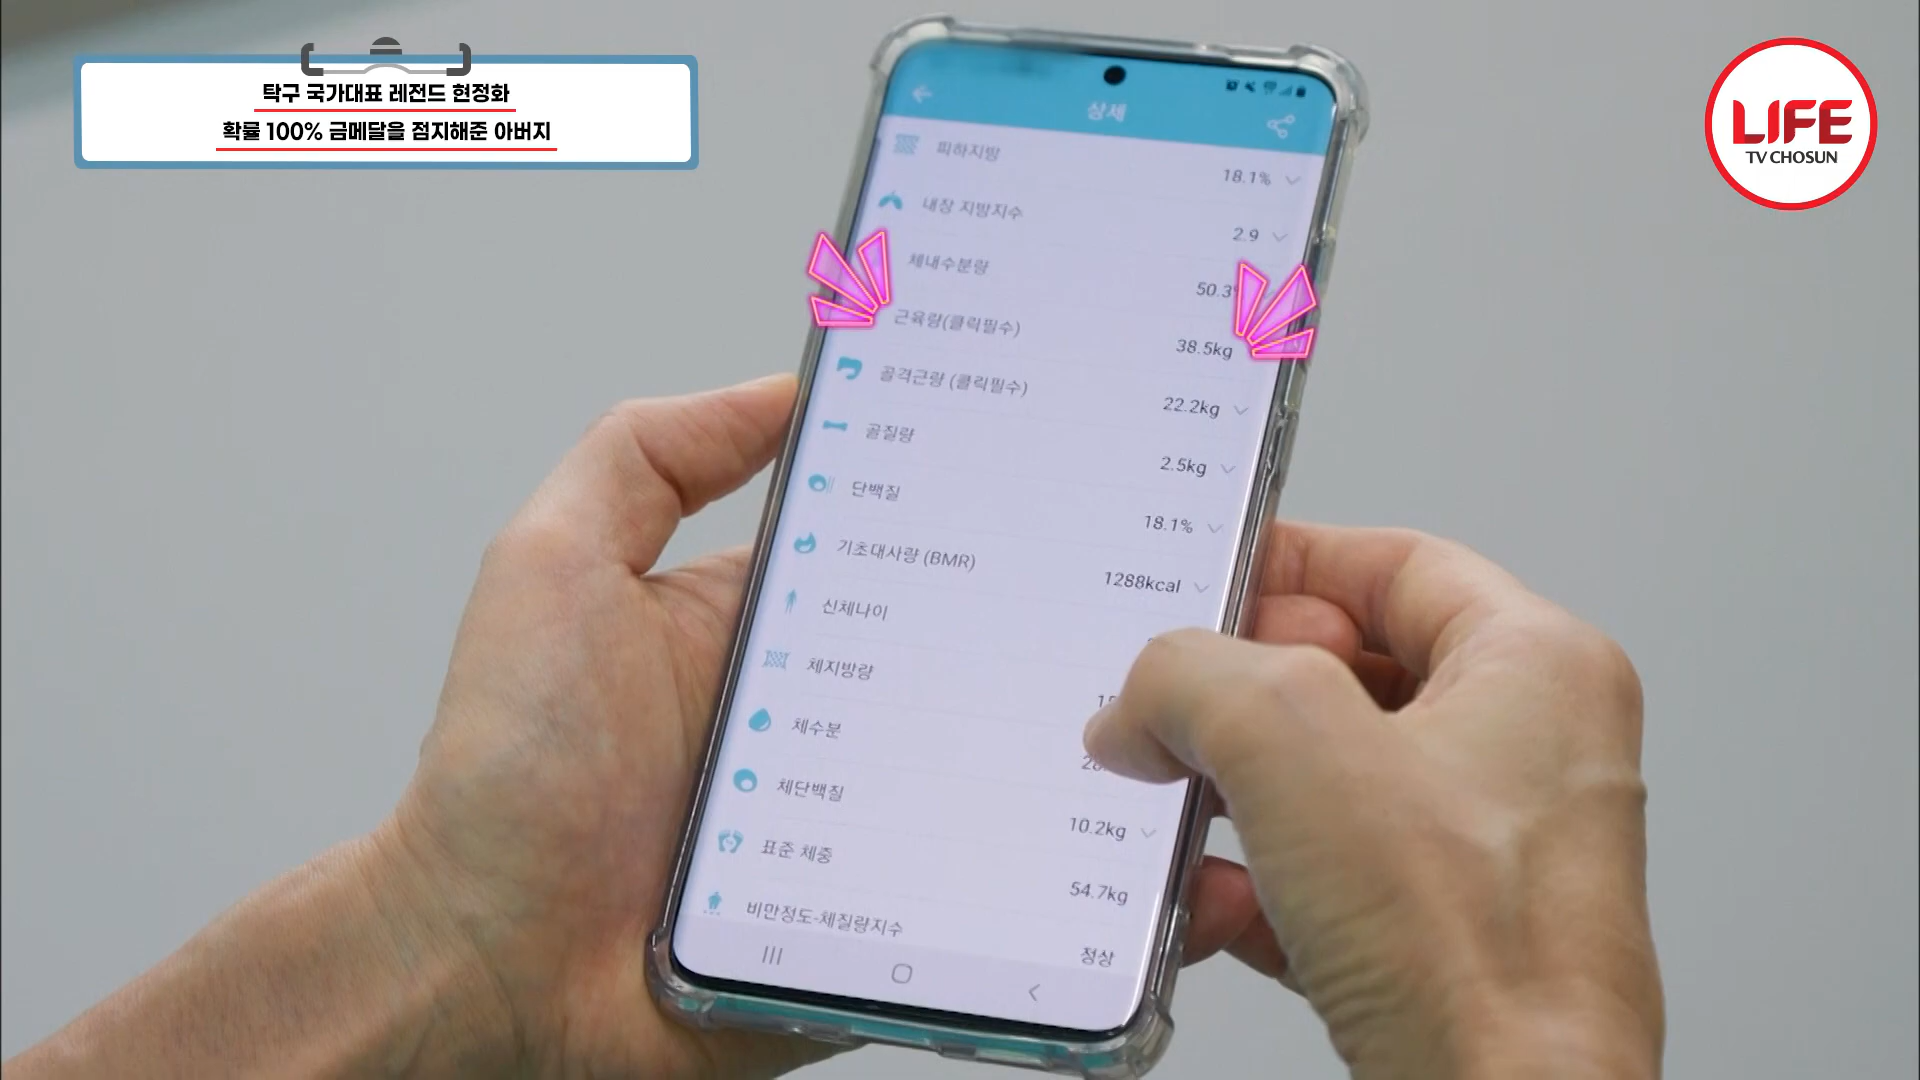 탁구 국가대표 레전드 현정화
확률 100% 금메달을 점지해준 아버지
LIFE
TV CHOSUN
상세
피하지방 18.1%
내장 지방지수 2.9
체내수분량 50.3
근육량(클릭필수) 38.5kg
골격근량 (클릭필수) 22.2kg
골질량 2.5kg
단백질 18.1%
기초대사량 (BMR) 1288kcal
신체나이
체지방량
체수분
체단백질 10.2kg
표준 체중 54.7kg
비만정도-체질량지수 정상